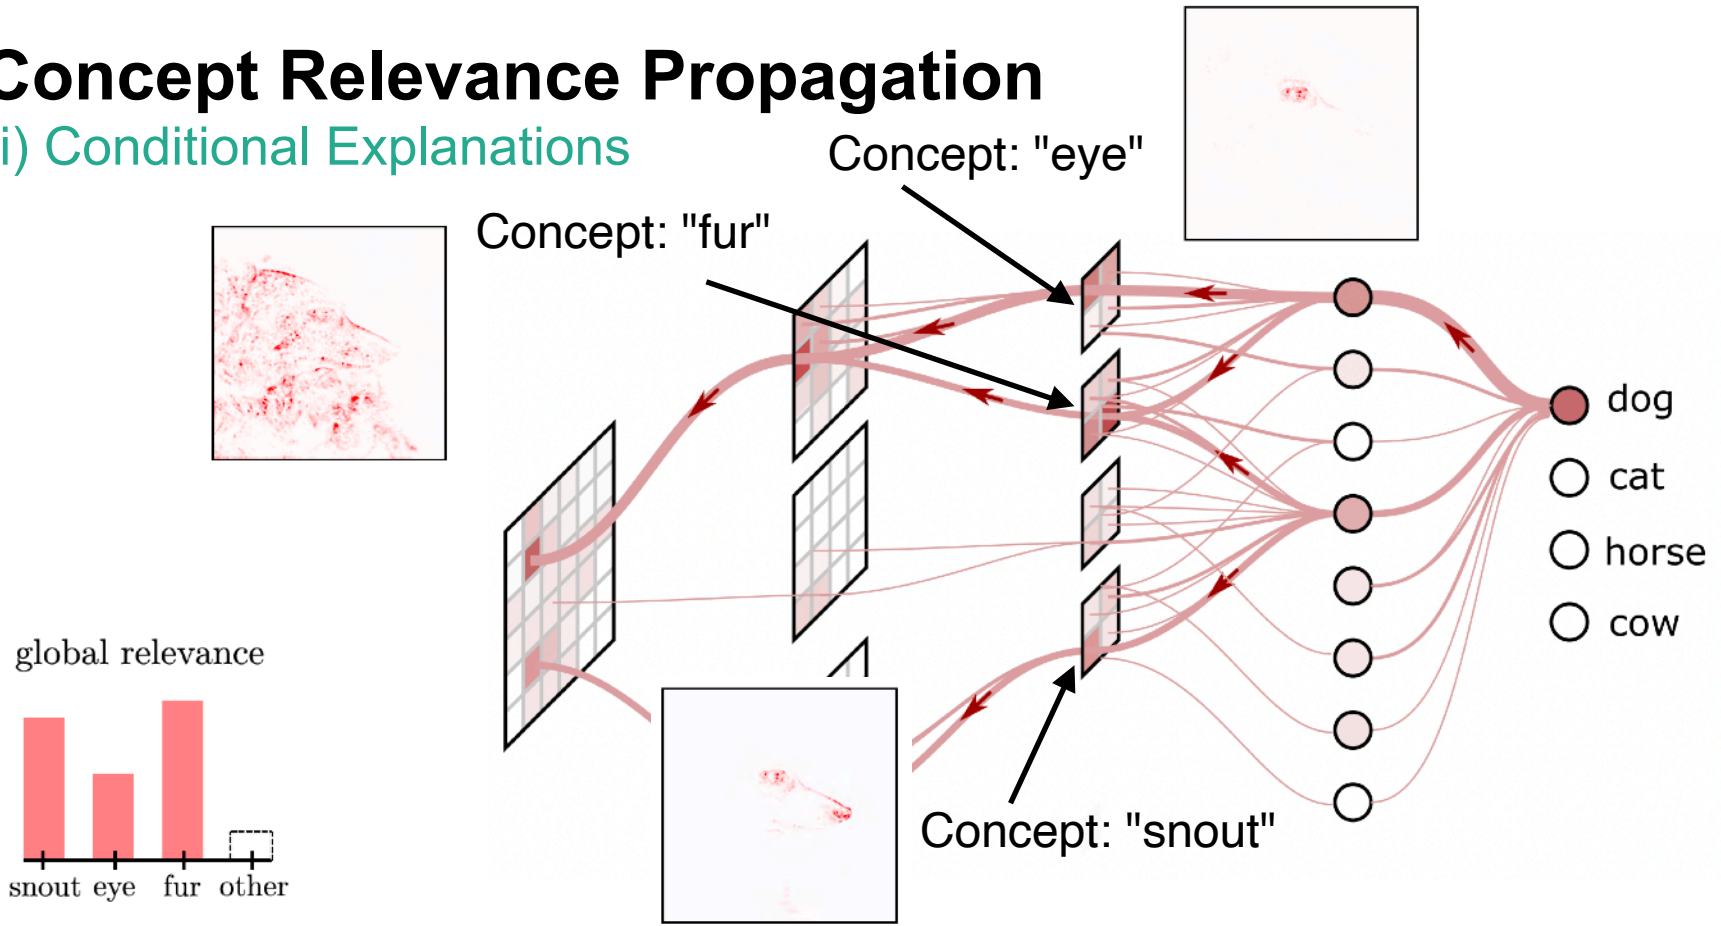 Concept Relevance Propagation
i) Conditional Explanations
Concept: "eye"
Concept: "fur"
dog
cat
horse
cow
global relevance
snout eye fur other
Concept: "snout"